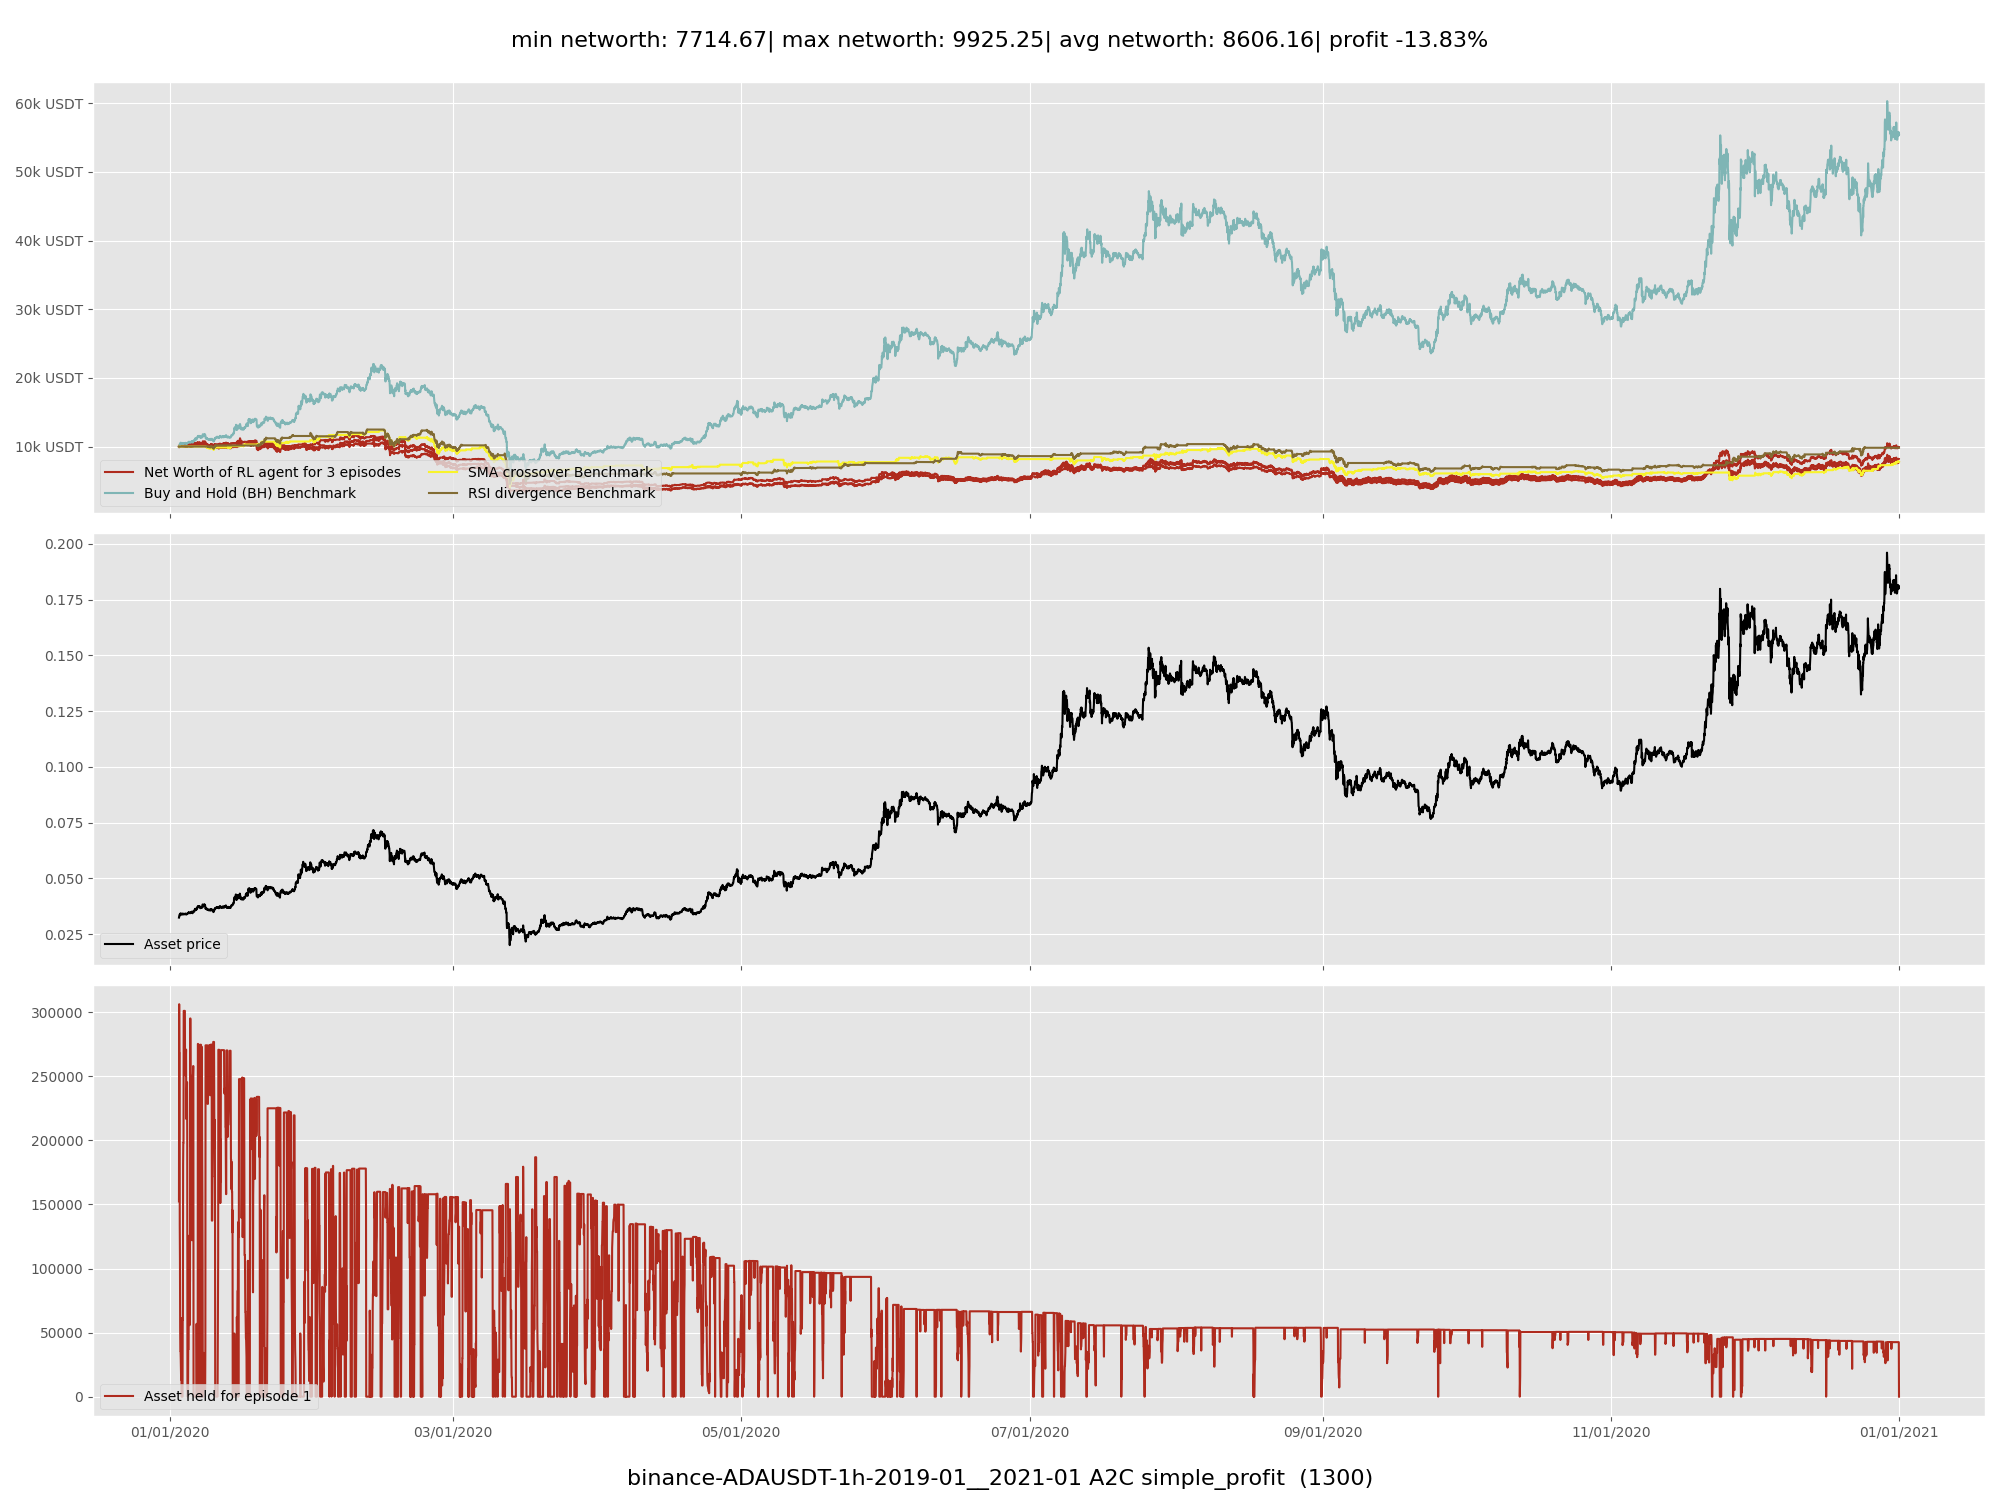 min networth: 7714.67| max networth: 9925.25| avg networth: 8606.16| profit -13.83%
60k USDT
50k USDT
40k USDT
30k USDT
20k USDT
10k USDT
Net Worth of RL agent for 3 episodes
Buy and Hold (BH) Benchmark
SMA crossover Benchmark
RSI divergence Benchmark
0.200
0.175
0.150
0.125
0.100
0.075
0.050
0.025
Asset price
300000
250000
200000
150000
100000
50000
0
Asset held for episode 1
01/01/2020 03/01/2020 05/01/2020 07/01/2020 09/01/2020 11/01/2020 01/01/2021
binance-ADAUSDT-1h-2019-01__2021-01 A2C simple_profit (1300)